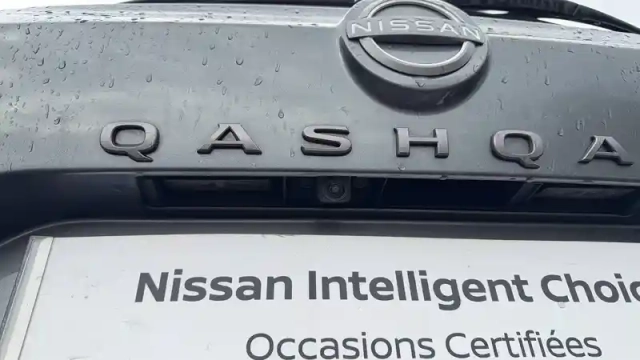 NISSAN
QASHQA
Nissan Intelligent Choic
Occasions Certifiées